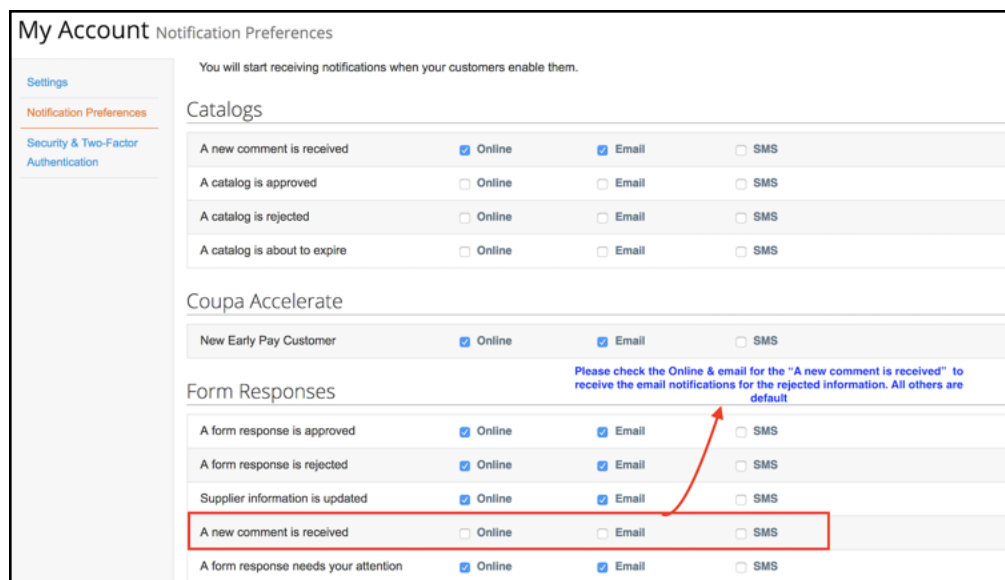 My Account Notification Preferences
You will start receiving notifications when your customers enable them.
Settings
Notification Preferences
Security & Two-Factor
Authentication
Catalogs
A new comment is received Online Email SMS
A catalog is approved Online Email SMS
A catalog is rejected Online Email SMS
A catalog is about to expire Online Email SMS
Coupa Accelerate
New Early Pay Customer Online Email SMS
Please check the Online & email for the “A new comment is received” to
receive the email notifications for the rejected information. All others are
default
Form Responses
A form response is approved Online Email SMS
A form response is rejected Online Email SMS
Supplier information is updated Online Email SMS
A new comment is received Online Email SMS
A form response needs your attention Online Email SMS